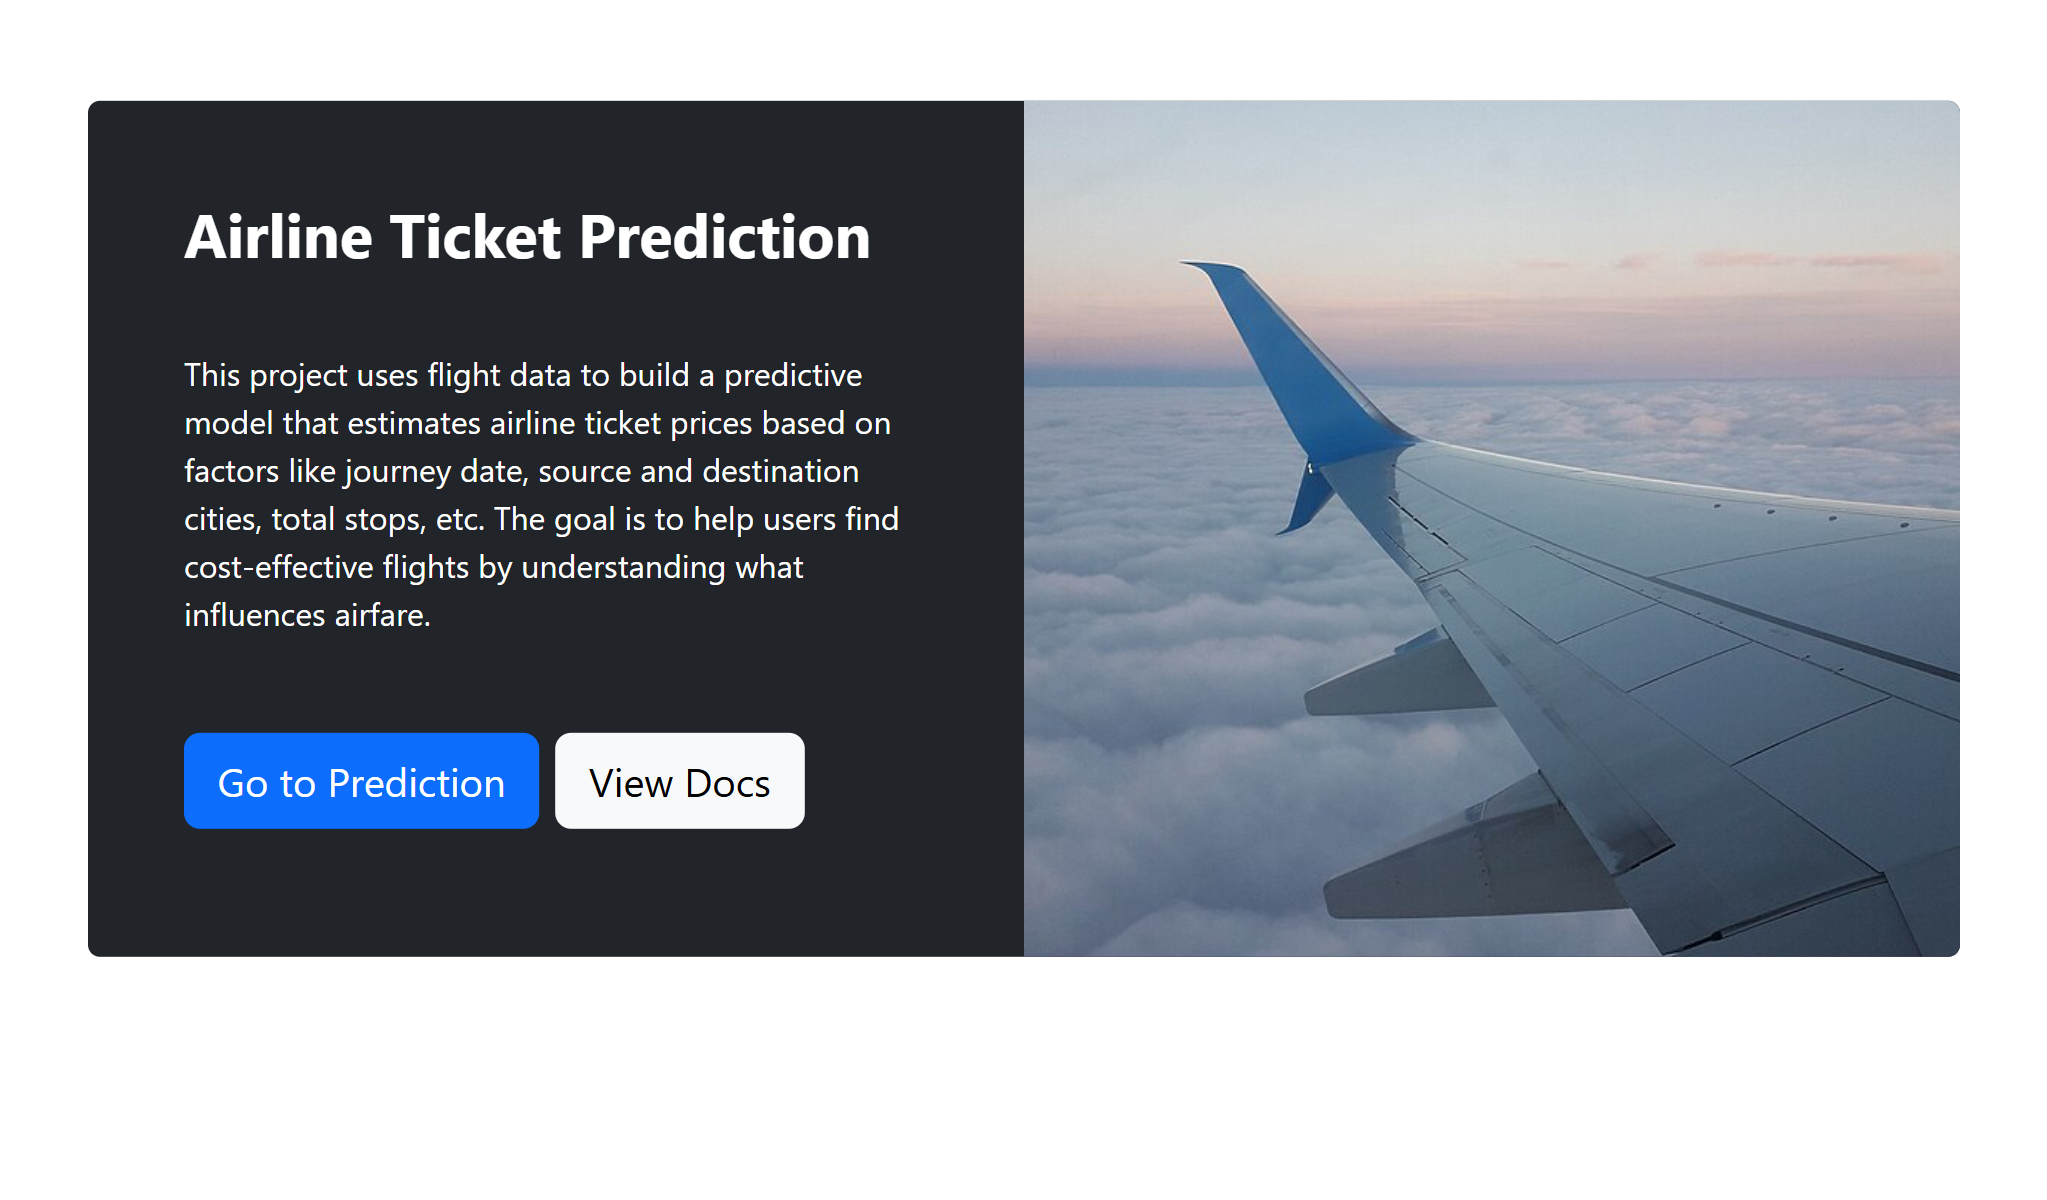 Airline Ticket Prediction
This project uses flight data to build a predictive
model that estimates airline ticket prices based on
factors like journey date, source and destination
cities, total stops, etc. The goal is to help users find
cost-effective flights by understanding what
influences airfare.
Go to Prediction
View Docs